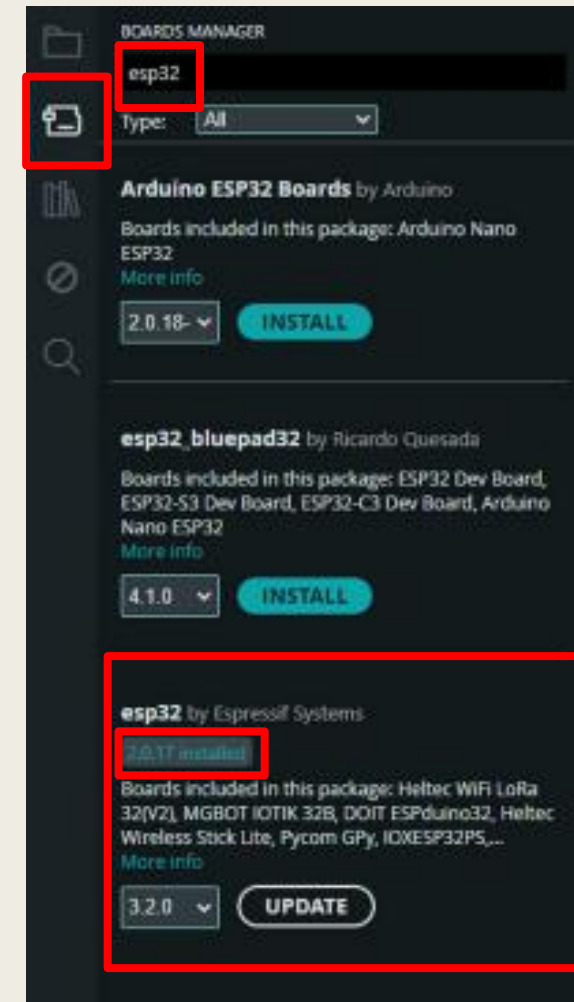 BOARDS MANAGER
esp32
Type: All
Arduino ESP32 Boards by Arduino
Boards included in this package: Arduino Nano
ESP32
More info
2.0.18-
INSTALL
esp32_bluepad32 by Ricardo Quesada
Boards included in this package: ESP32 Dev Board,
ESP32-S3 Dev Board, ESP32-C3 Dev Board, Arduino
Nano ESP32
More info
4.1.0
INSTALL
esp32 by Espressif Systems
2.0.17 installed
Boards included in this package: Heltec WiFi LoRa
32(V2), MGBOT IOTIK 32B, DOIT ESPduino32, Heltec
Wireless Stick Lite, Pycom GPy, IOXESP32PS,...
More info
3.2.0
UPDATE